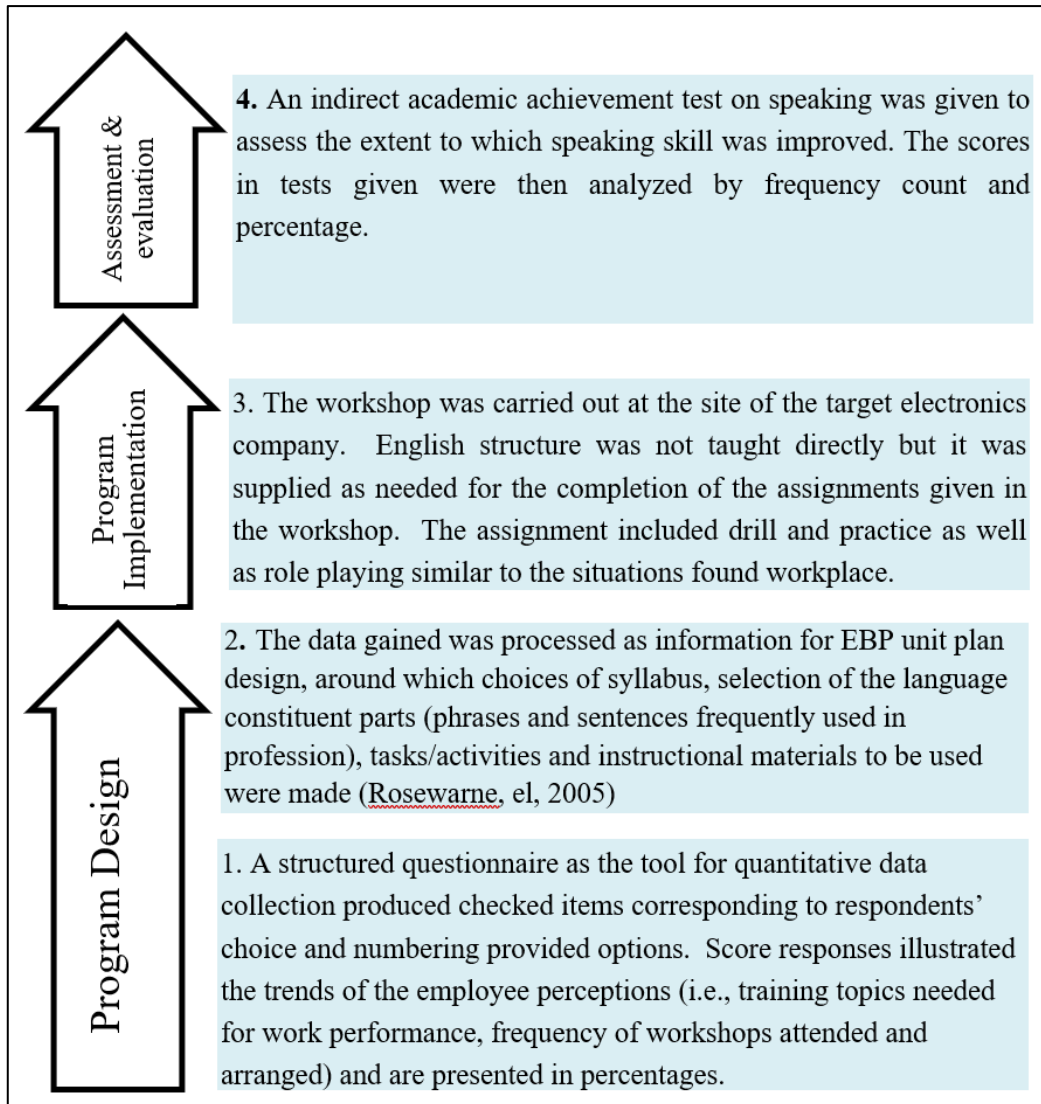 Assessment &
evaluation
4. An indirect academic achievement test on speaking was given to
assess the extent to which speaking skill was improved. The scores
in tests given were then analyzed by frequency count and
percentage.
Program
Implementation
3. The workshop was carried out at the site of the target electronics
company. English structure was not taught directly but it was
supplied as needed for the completion of the assignments given in
the workshop. The assignment included drill and practice as well
as role playing similar to the situations found workplace.
Program Design
2. The data gained was processed as information for EBP unit plan
design, around which choices of syllabus, selection of the language
constituent parts (phrases and sentences frequently used in
profession), tasks/activities and instructional materials to be used
were made (Rosewarne, el, 2005)
1. A structured questionnaire as the tool for quantitative data
collection produced checked items corresponding to respondents’
choice and numbering provided options. Score responses illustrated
the trends of the employee perceptions (i.e., training topics needed
for work performance, frequency of workshops attended and
arranged) and are presented in percentages.